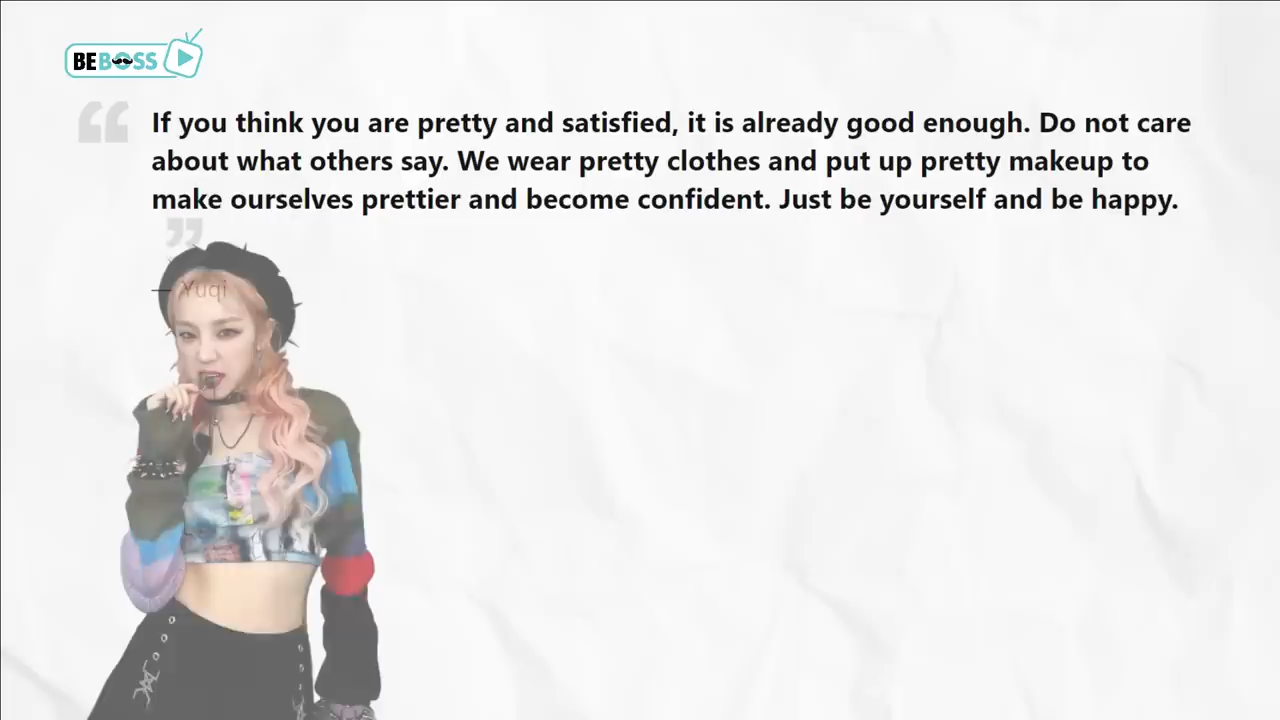 BEBOSS
“ If you think you are pretty and satisfied, it is already good enough. Do not care
about what others say. We wear pretty clothes and put up pretty makeup to
make ourselves prettier and become confident. Just be yourself and be happy.
”
— Yuqi